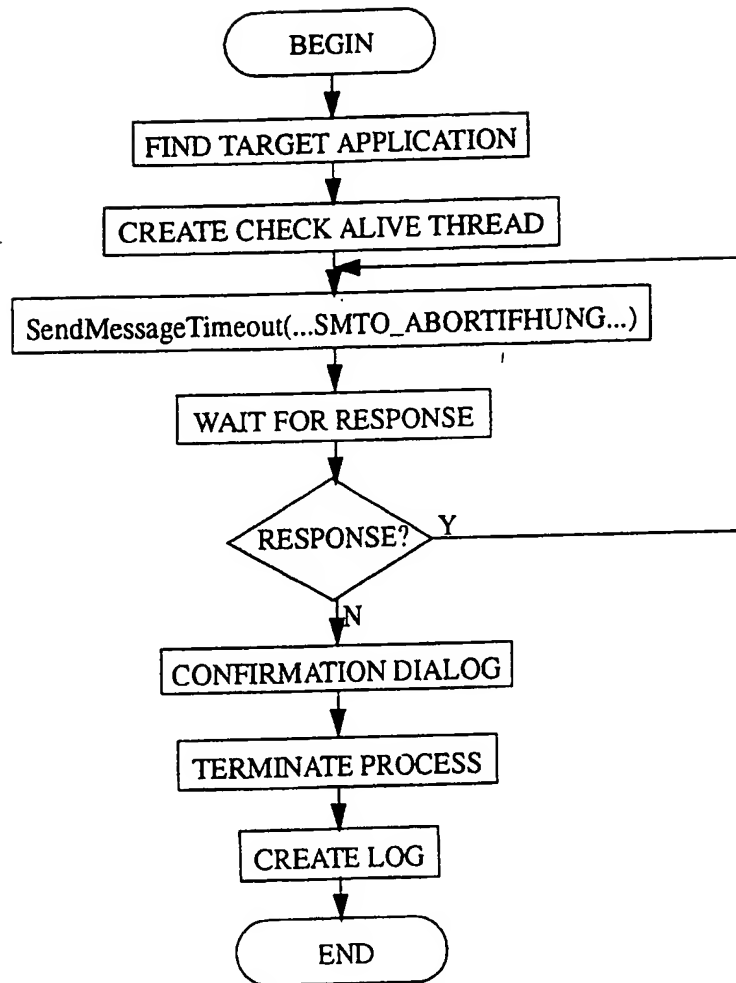 BEGIN
FIND TARGET APPLICATION
CREATE CHECK ALIVE THREAD
SendMessageTimeout(...SMTO_ABORTIFHUNG...)
WAIT FOR RESPONSE
RESPONSE?
Y
N
CONFIRMATION DIALOG
TERMINATE PROCESS
CREATE LOG
END